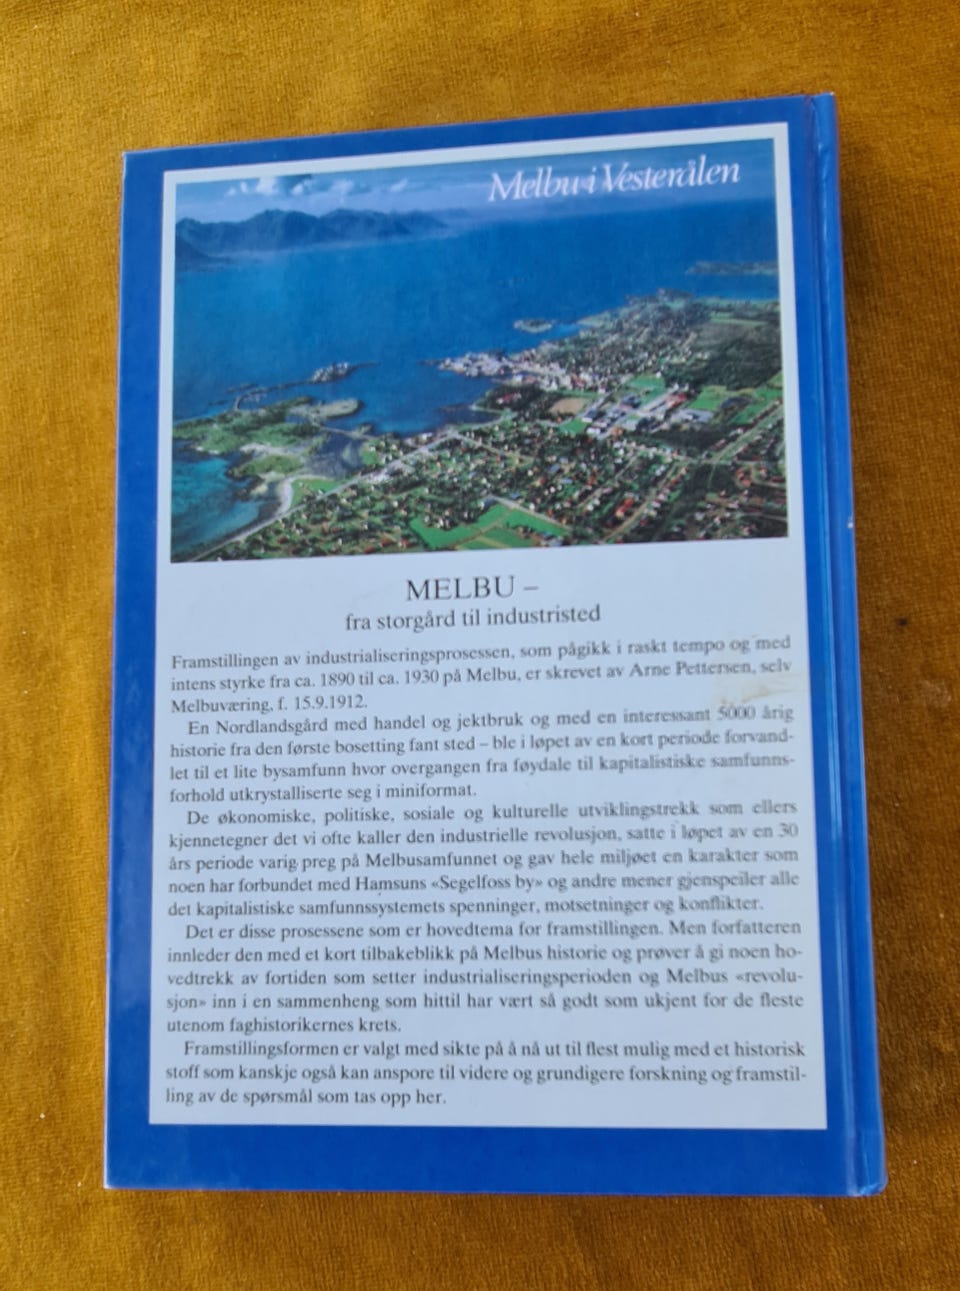 Melbu i Vesterålen
MELBU –
fra storgård til industristed
Framstillingen av industrialiseringsprosessen, som pågikk i raskt tempo og med
intens styrke fra ca. 1890 til ca. 1930 på Melbu, er skrevet av Arne Pettersen, selv
Melbuværing, f. 15.9.1912.
En Nordlandsgård med handel og jektbruk og med en interessant 5000 årig
historie fra den første bosetting fant sted – ble i løpet av en kort periode forvand-
let til et lite bysamfunn hvor overgangen fra føydale til kapitalistiske samfunns-
forhold utkrystalliserte seg i miniformat.
De økonomiske, politiske, sosiale og kulturelle utviklingstrekk som ellers
kjennetegner det vi ofte kaller den industrielle revolusjon, satte i løpet av en 30
års periode varig preg på Melbusamfunnet og gav hele miljøet en karakter som
noen har forbundet med Hamsuns «Segelfoss by» og andre mener gjenspeiler alle
det kapitalistiske samfunnssystemets spenninger, motsetninger og konflikter.
Det er disse prosessene som er hovedtema for framstillingen. Men forfatteren
innleder den med et kort tilbakeblikk på Melbus historie og prøver å gi noen ho-
vedtrekk av fortiden som setter industrialiseringsperioden og Melbus «revolu-
sjon» inn i en sammenheng som hittil har vært så godt som ukjent for de fleste
utenom faghistorikernes krets.
Framstillingsformen er valgt med sikte på å nå ut til flest mulig med et historisk
stoff som kanskje også kan anspore til videre og grundigere forskning og framstil-
ling av de spørsmål som tas opp her.